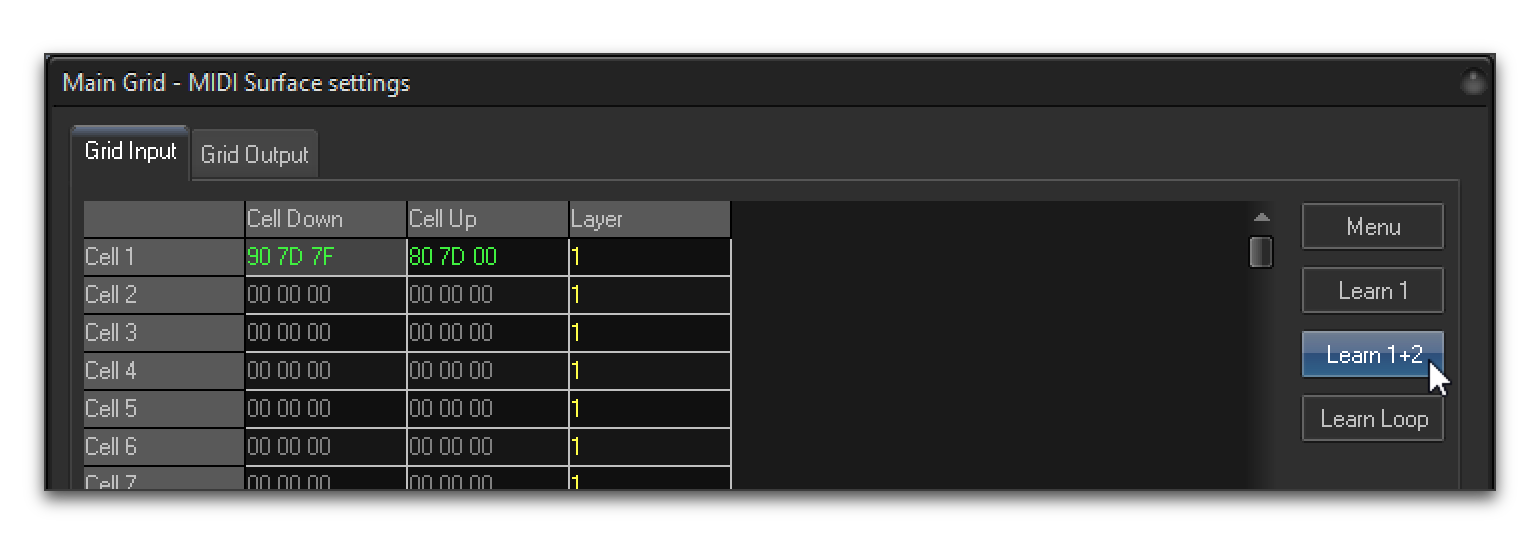 Main Grid - MIDI Surface settings
Grid Input Grid Output
Cell Down Cell Up Layer Menu
Cell 1 90 7D 7F 80 7D 00 1
Cell 2 00 00 00 00 00 00 1 Learn 1
Cell 3 00 00 00 00 00 00 1
Cell 4 00 00 00 00 00 00 1 Learn 1+2
Cell 5 00 00 00 00 00 00 1 Learn Loop
Cell 6 00 00 00 00 00 00 1
Cell 7 00 00 00 00 00 00 1